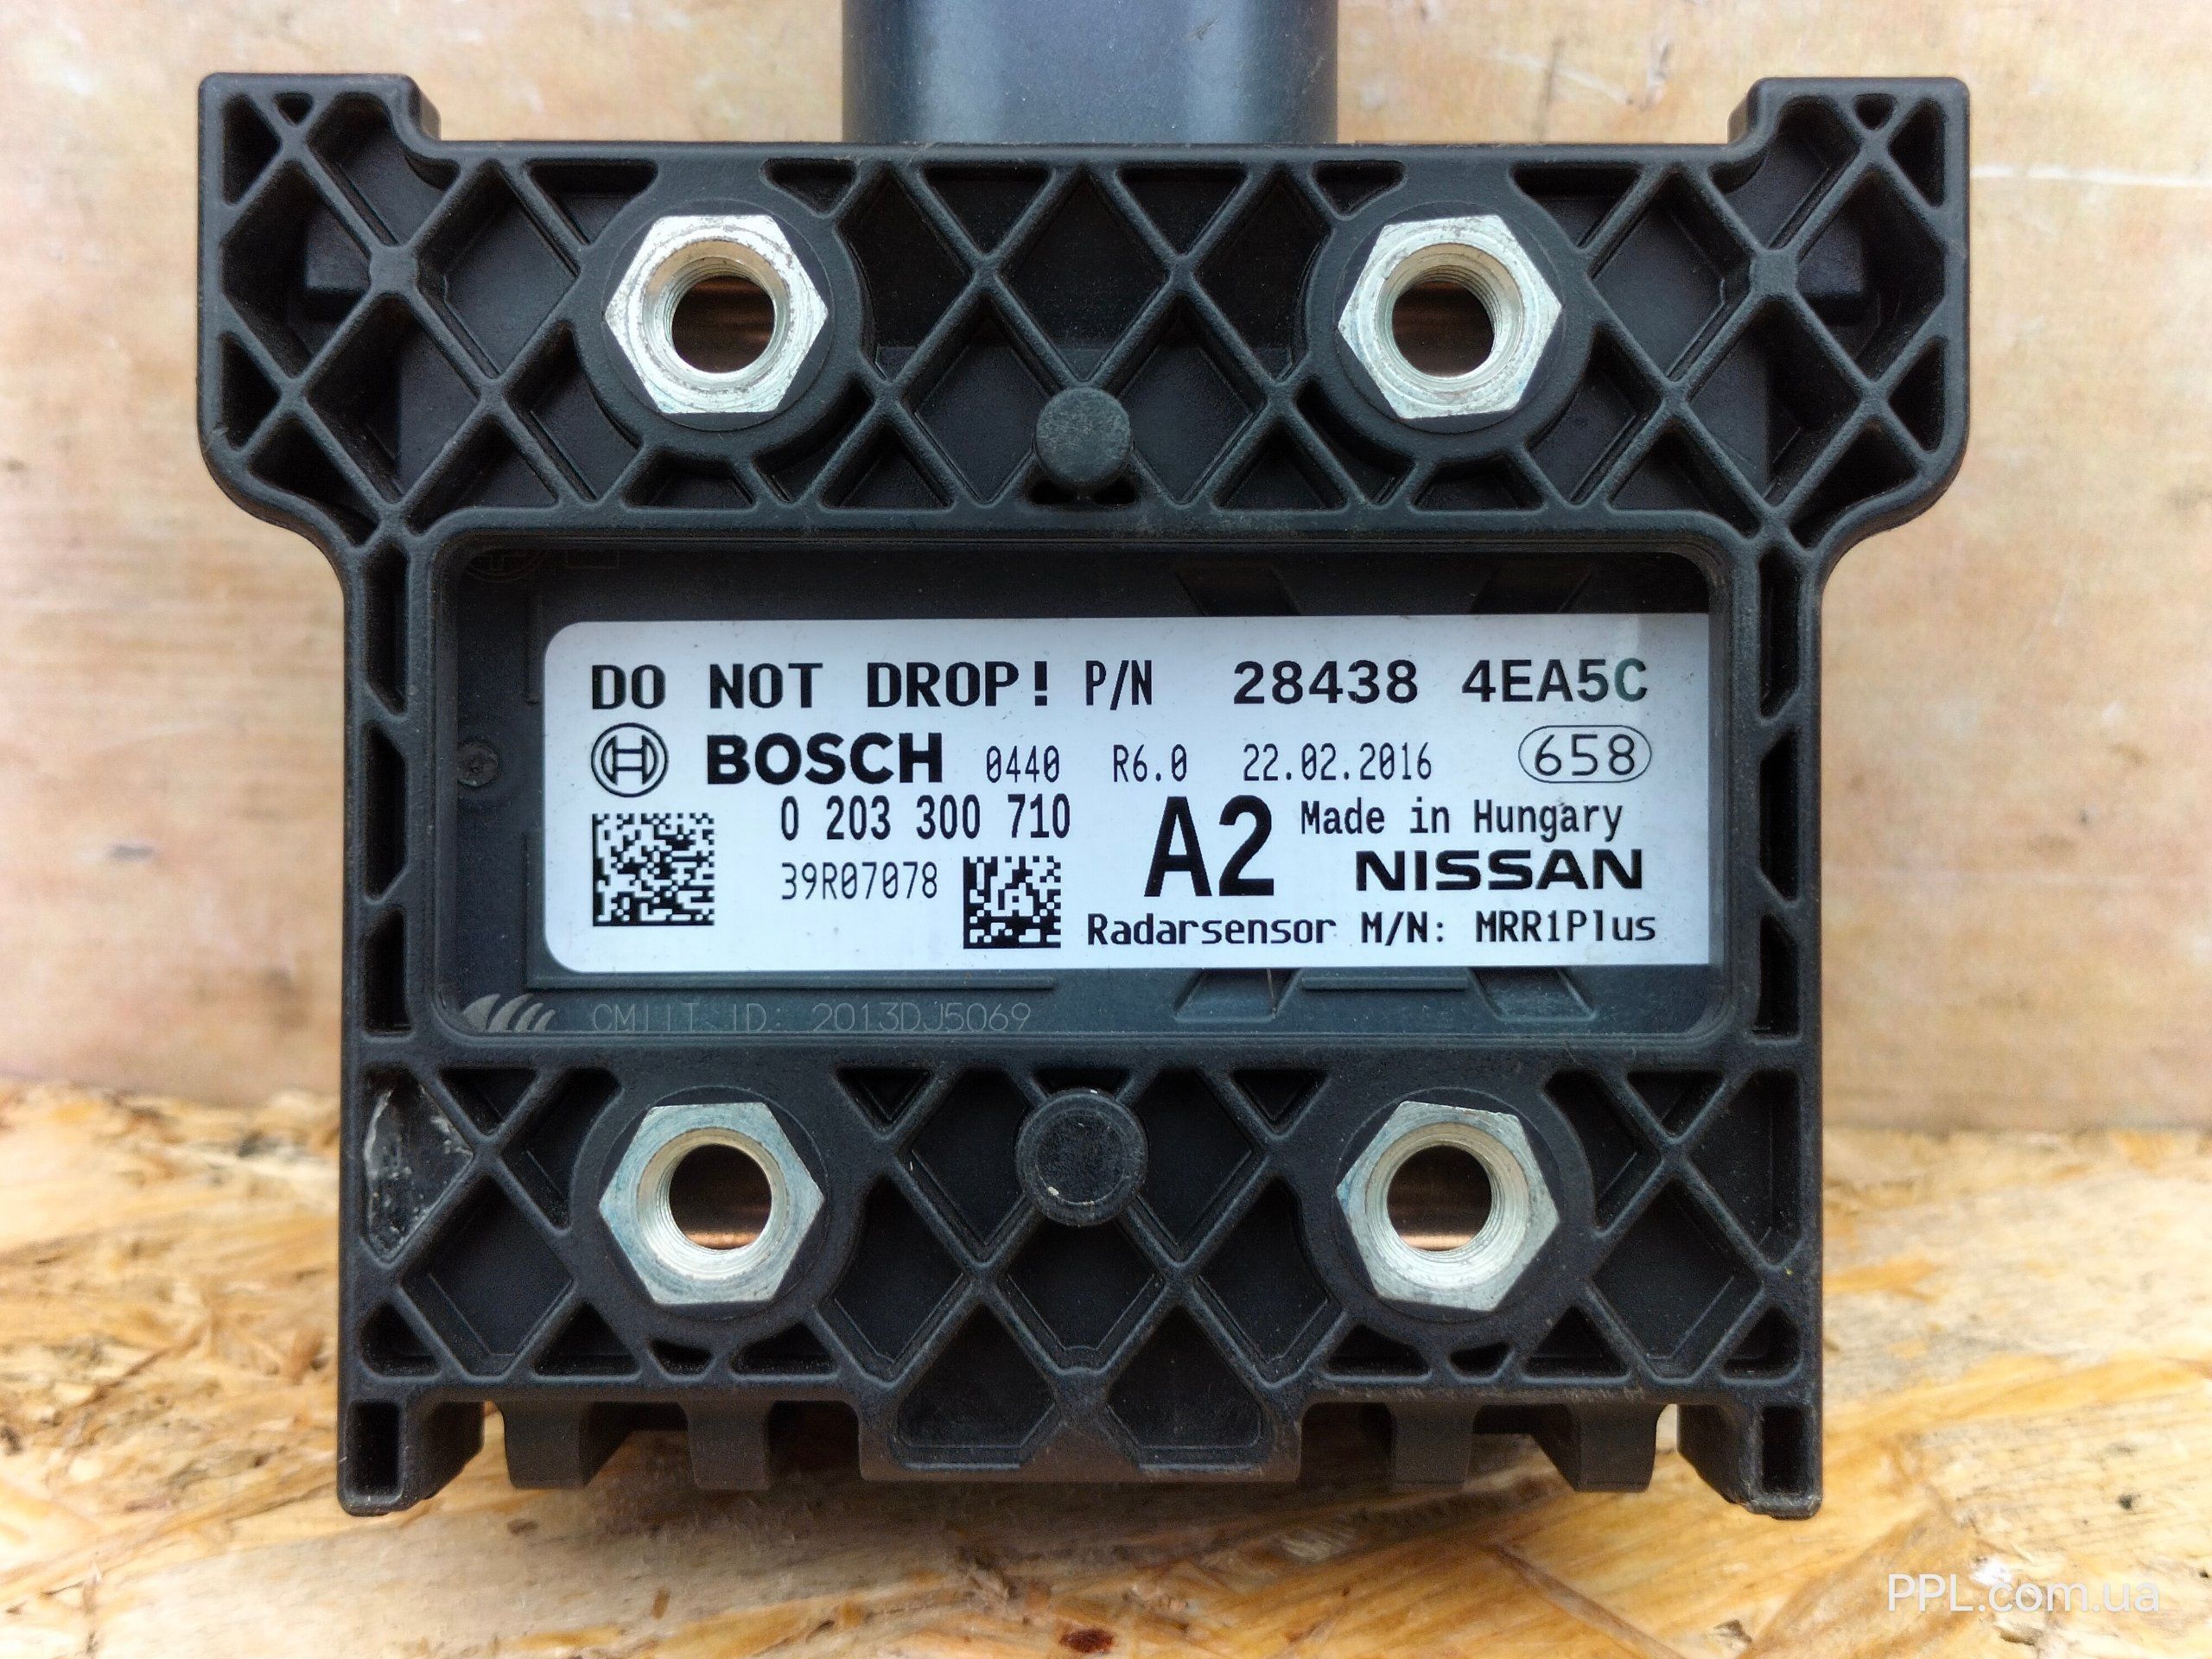 DO NOT DROP! P/N 28438 4EA5C
BOSCH 0440 R6.0 22.02.2016 658
0 203 300 710 A2 Made in Hungary
39R07078 NISSAN
Radarsensor M/N: MRR1Plus
CMIIT ID: 2013DJ5069
PPL.com.ua